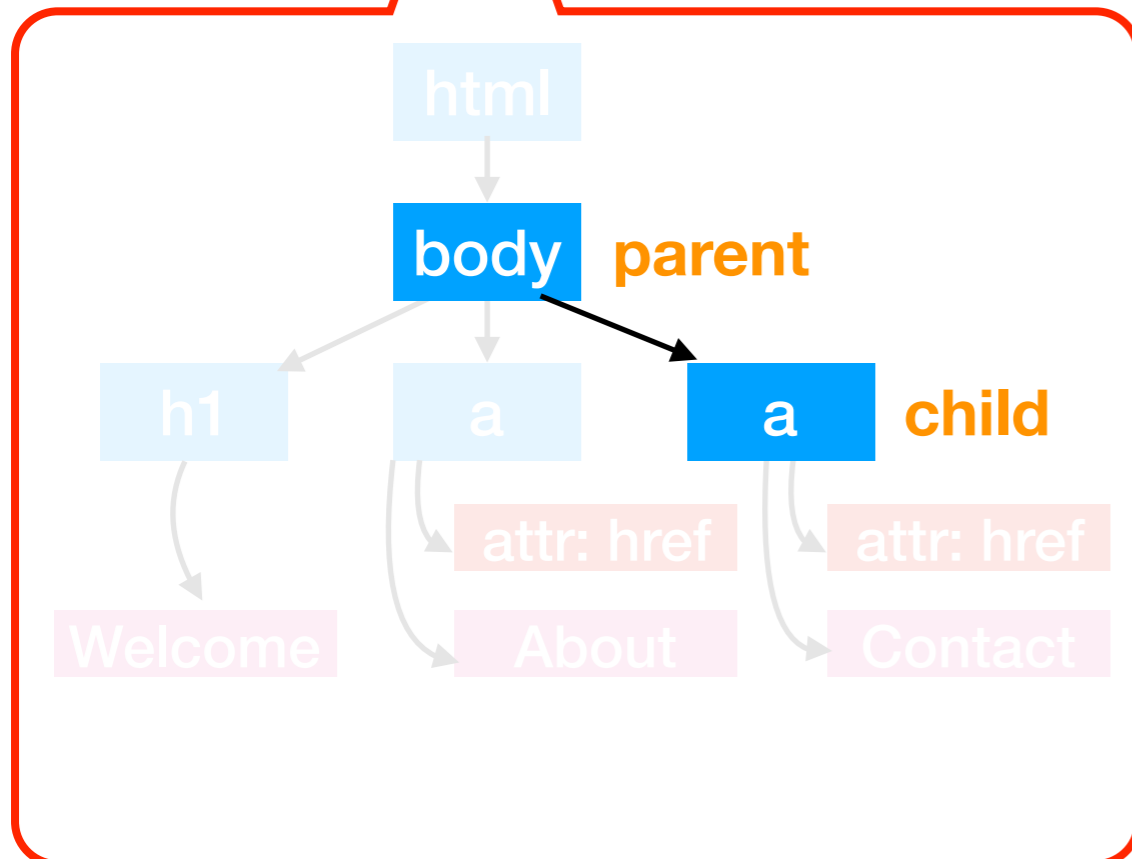 html
body parent
h1 a a child
attr: href attr: href
Welcome About Contact